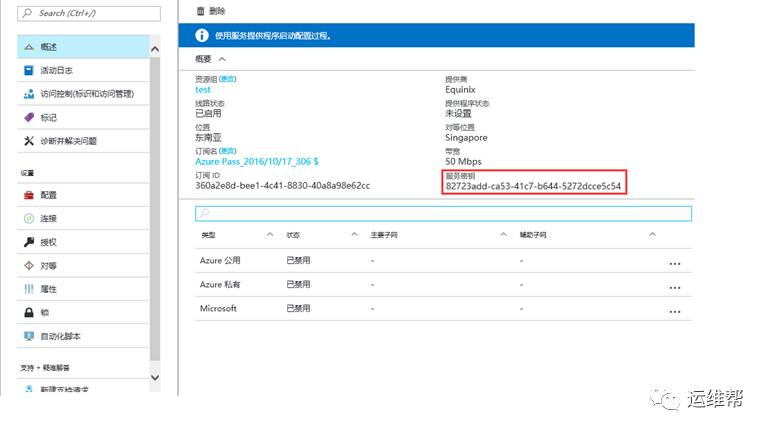 Search (Ctrl+/)
概述
活动日志
访问控制(标识和访问管理)
标记
诊断并解决问题
设置
配置
连接
授权
对等
属性
锁
自动化脚本
支持 + 疑难解答
新建支持请求
删除
使用服务提供程序启动配置过程。
概要
资源组 (更改)
test
线路状态
已启用
位置
东南亚
订阅名 (更改)
Azure Pass_2016/10/17_306 $
订阅 ID
360a2e8d-bee1-4c41-8830-40a8a98e62cc
提供商
Equinix
提供程序状态
未设置
对等位置
Singapore
带宽
50 Mbps
服务密钥
82723add-ca53-41c7-b644-5272dcce5c54
类型 状态 主要子网 辅助子网
Azure 公用 已禁用 - - ...
Azure 私有 已禁用 - - ...
Microsoft 已禁用 - - ...
运维帮